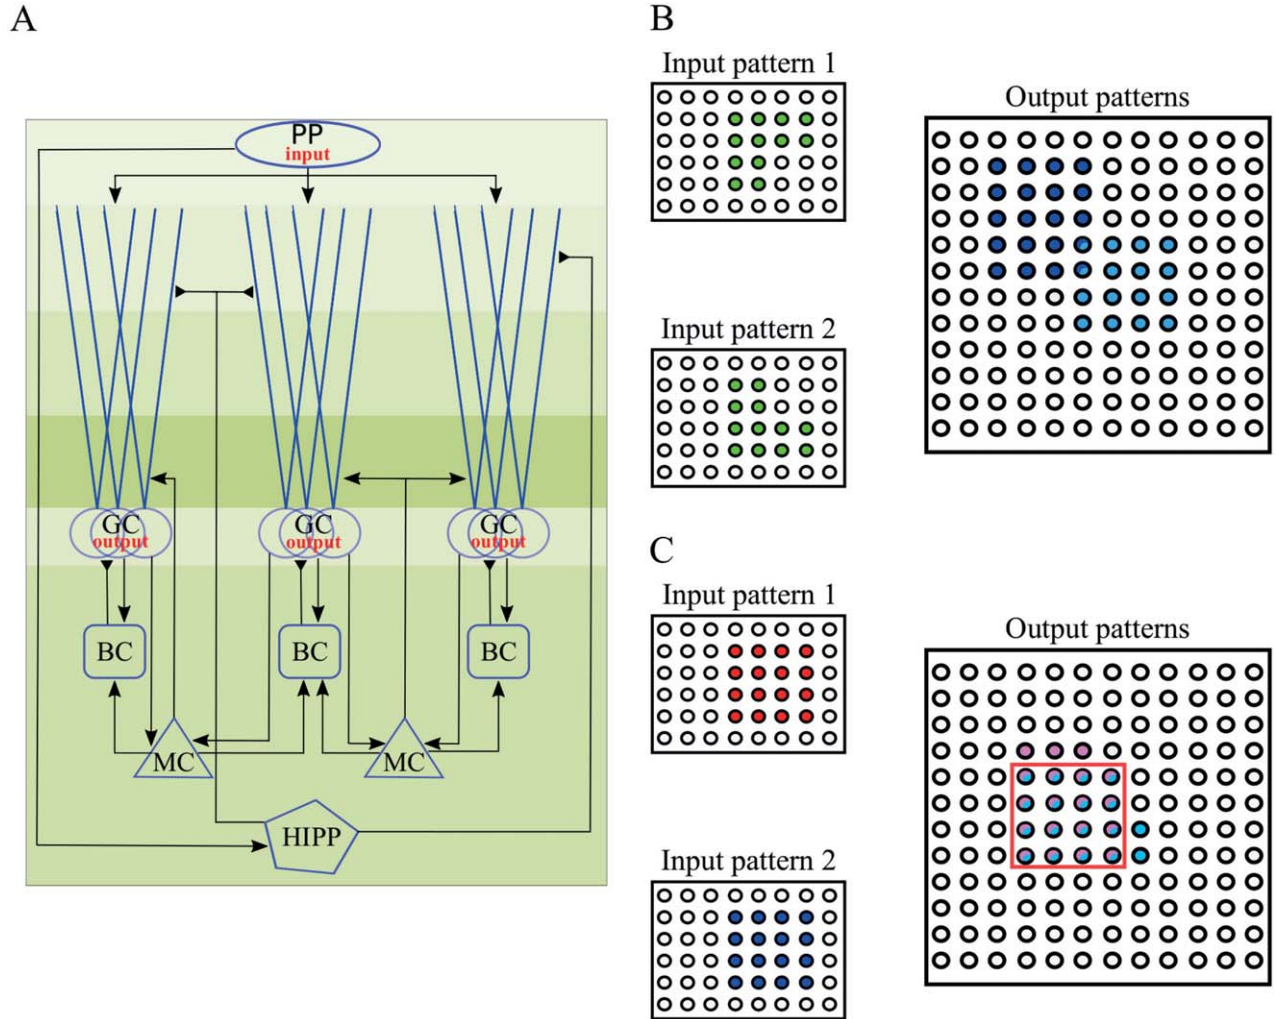 A
PP
input
GC
output
GC
output
GC
output
BC
BC
BC
MC
MC
HIPP
B
Input pattern 1
Output patterns
Input pattern 2
C
Input pattern 1
Output patterns
Input pattern 2